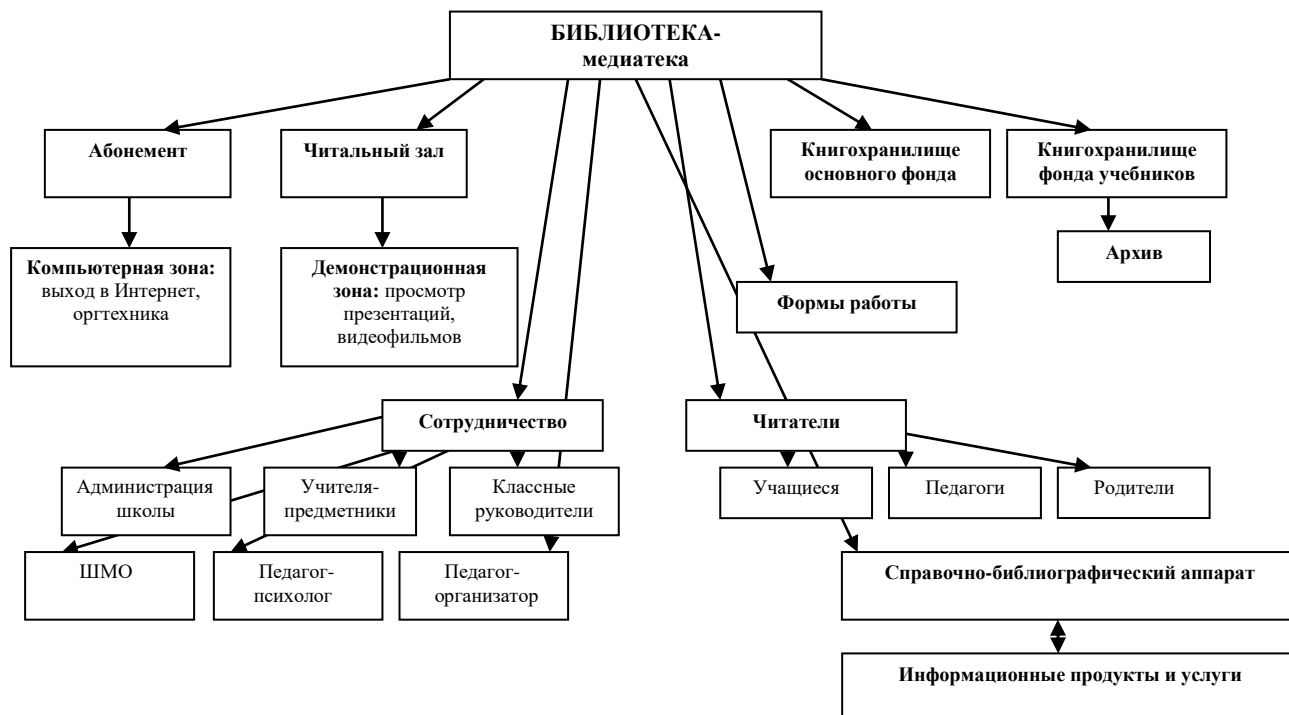 БИБЛИОТЕКА-
медиатека
Абонемент
Читальный зал
Книгохранилище
основного фонда
Книгохранилище
фонда учебников
Компьютерная зона:
выход в Интернет,
оргтехника
Демонстрационная
зона: просмотр
презентаций,
видеофильмов
Архив
Формы работы
Сотрудничество
Читатели
Администрация
школы
Учителя-
предметники
Классные
руководители
Учащиеся
Педагоги
Родители
ШМО
Педагог-
психолог
Педагог-
организатор
Справочно-библиографический аппарат
Информационные продукты и услуги